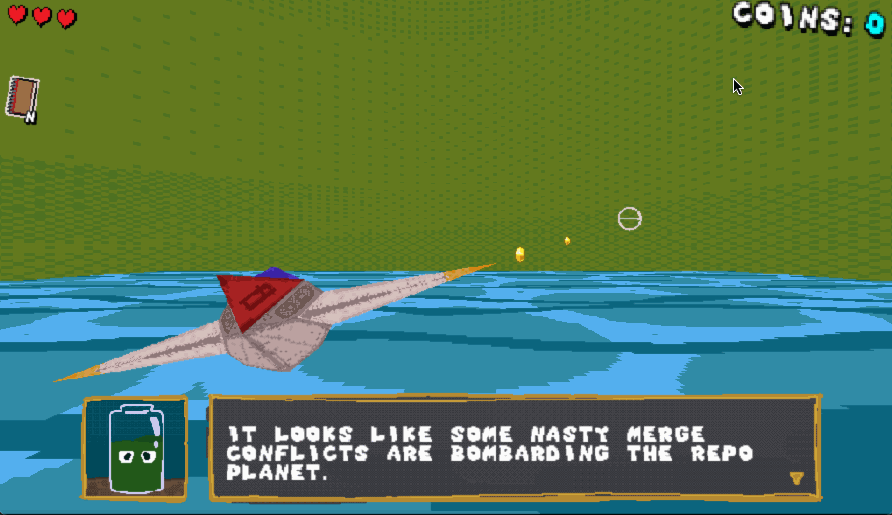 COINS: 0
N
IT LOOKS LIKE SOME NASTY MERGE
CONFLICTS ARE BOMBARDING THE REPO
PLANET.